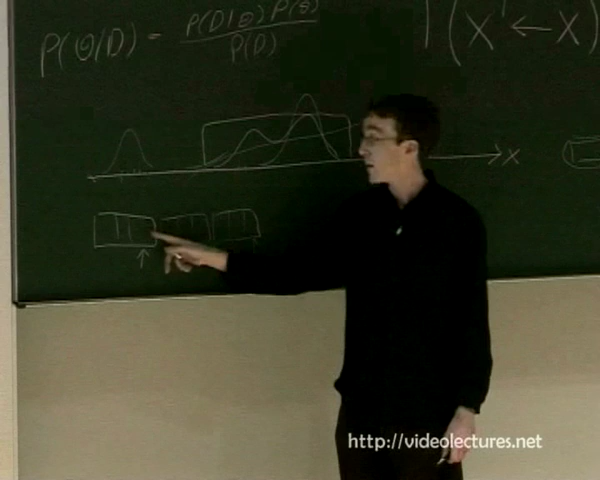 P(Θ|D) = P(D|Θ) P(Θ)
P(D)
T(x' ← x)
x
http://videolectures.net